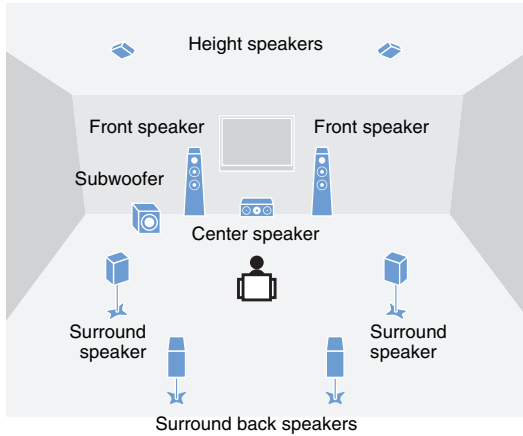 Height speakers
Front speaker
Front speaker
Subwoofer
Center speaker
Surround
speaker
Surround
speaker
Surround back speakers